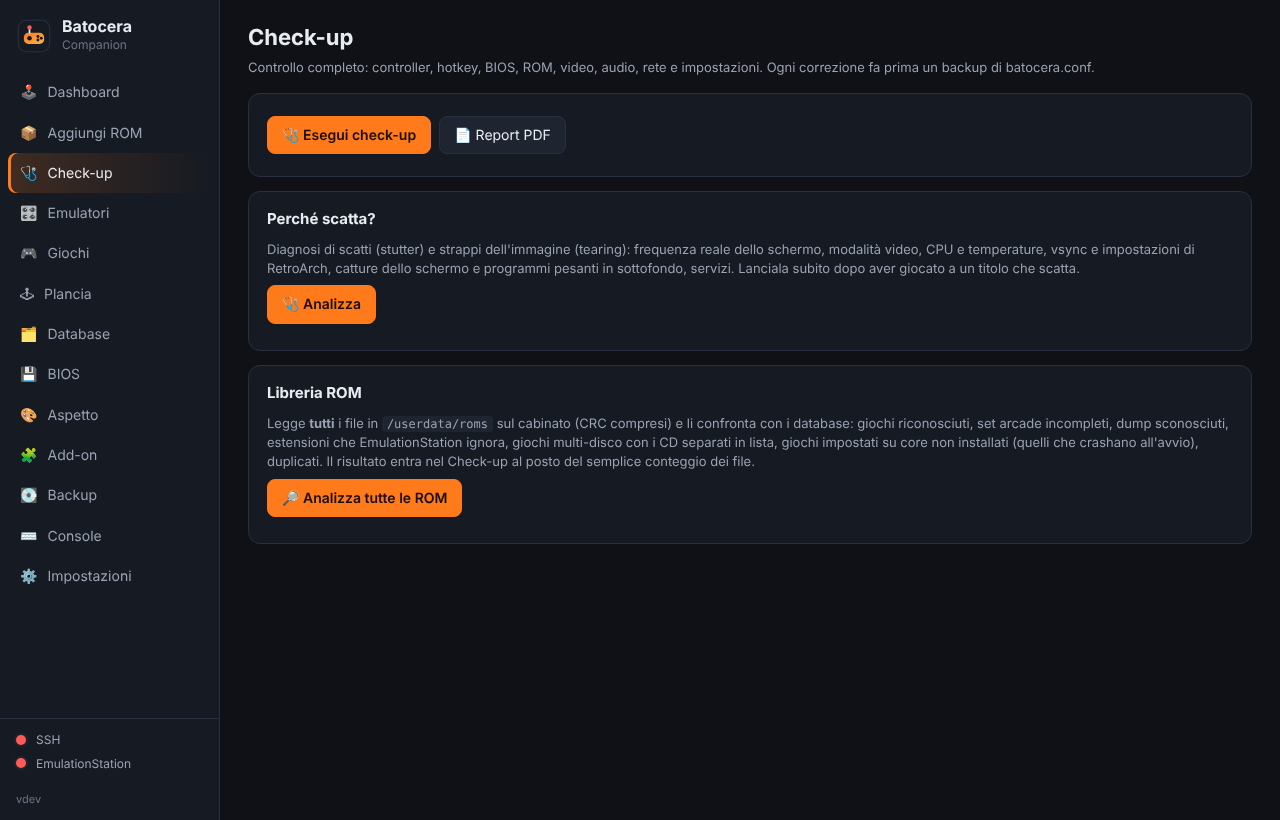 Batocera
Companion
Dashboard
Aggiungi ROM
Check-up
Emulatori
Giochi
Plancia
Database
BIOS
Aspetto
Add-on
Backup
Console
Impostazioni
SSH
EmulationStation
vdev
Check-up
Controllo completo: controller, hotkey, BIOS, ROM, video, audio, rete e impostazioni. Ogni correzione fa prima un backup di batocera.conf.
Esegui check-up
Report PDF
Perché scatta?
Diagnosi di scatti (stutter) e strappi dell'immagine (tearing): frequenza reale dello schermo, modalità video, CPU e temperature, vsync e impostazioni di
RetroArch, catture dello schermo e programmi pesanti in sottofondo, servizi. Lanciala subito dopo aver giocato a un titolo che scatta.
Analizza
Libreria ROM
Legge tutti i file in /userdata/roms sul cabinato (CRC compresi) e li confronta con i database: giochi riconosciuti, set arcade incompleti, dump sconosciuti,
estensioni che EmulationStation ignora, giochi multi-disco con i CD separati in lista, giochi impostati su core non installati (quelli che crashano all'avvio),
duplicati. Il risultato entra nel Check-up al posto del semplice conteggio dei file.
Analizza tutte le ROM